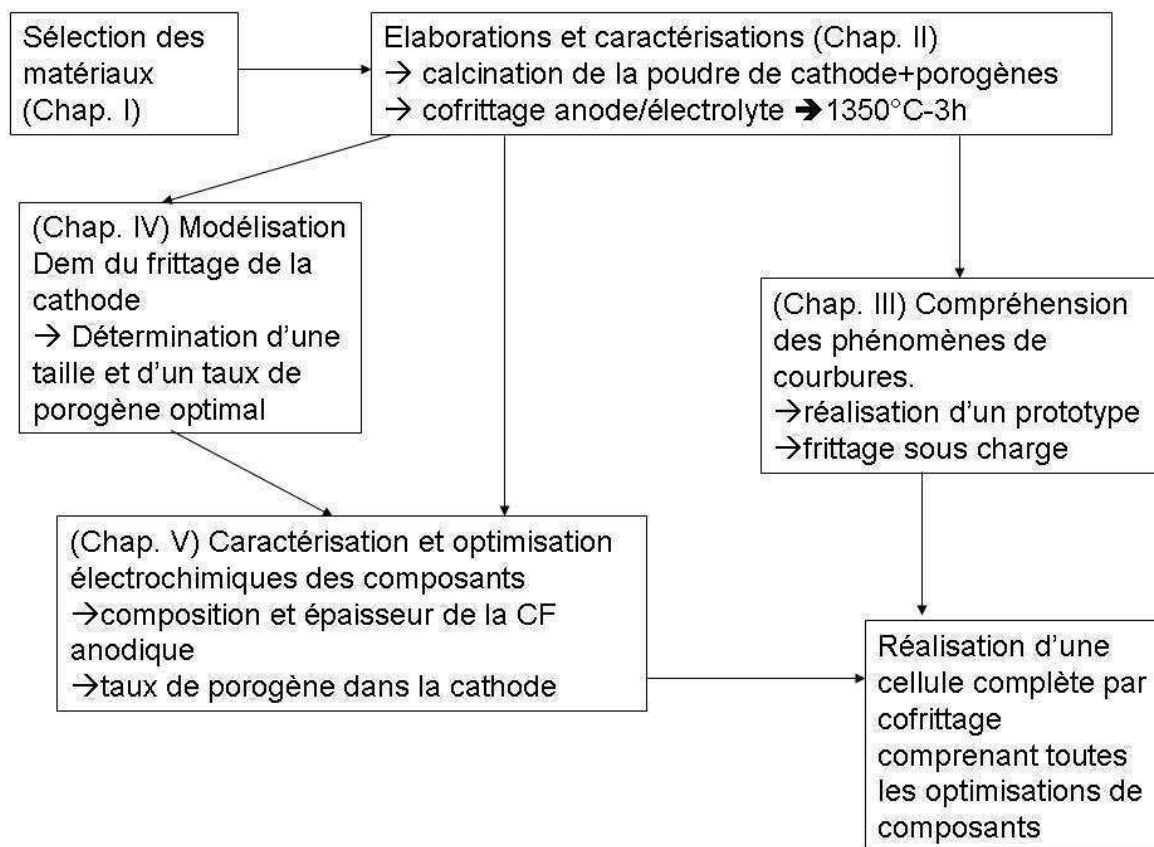 Sélection des
matériaux
(Chap. I)
Elaborations et caractérisations (Chap. II)
→ calcination de la poudre de cathode+porogènes
→ cofrittage anode/électrolyte ➔1350°C-3h
(Chap. IV) Modélisation
Dem du frittage de la
cathode
→ Détermination d’une
taille et d’un taux de
porogène optimal
(Chap. III) Compréhension
des phénomènes de
courbures.
→réalisation d’un prototype
→frittage sous charge
(Chap. V) Caractérisation et optimisation
électrochimiques des composants
→composition et épaisseur de la CF
anodique
→taux de porogène dans la cathode
Réalisation d’une
cellule complète par
cofrittage
comprenant toutes
les optimisations de
composants